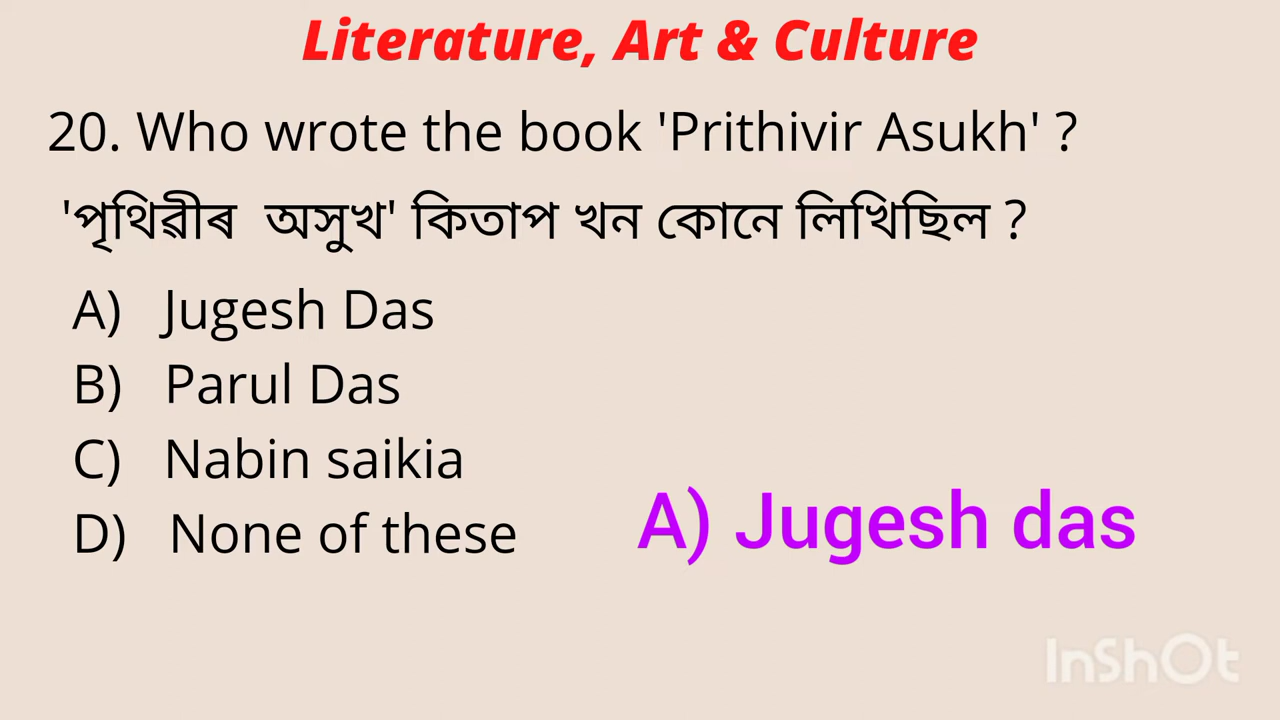 Literature, Art & Culture
20. Who wrote the book 'Prithivir Asukh' ?
'পৃথিৱীৰ অসুখ' কিতাপ খন কোনে লিখিছিল ?
A) Jugesh Das
B) Parul Das
C) Nabin saikia
D) None of these
A) Jugesh das
InShOt